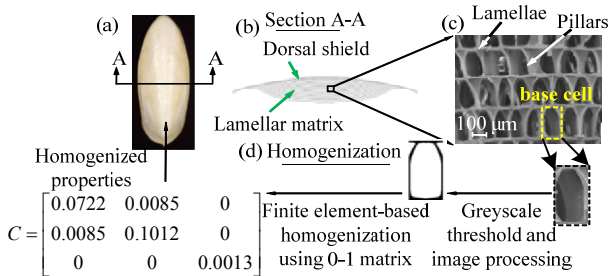 (a)
A
A
(b) Section A-A
Dorsal shield
Lamellar matrix
(c) Lamellae
Pillars
base cell
100 μm
(d) Homogenization
Homogenized
properties
C = [0.0722 0.0085 0
0.0085 0.1012 0
0 0 0.0013]
Finite element-based
homogenization
using 0-1 matrix
Greyscale
threshold and
image processing